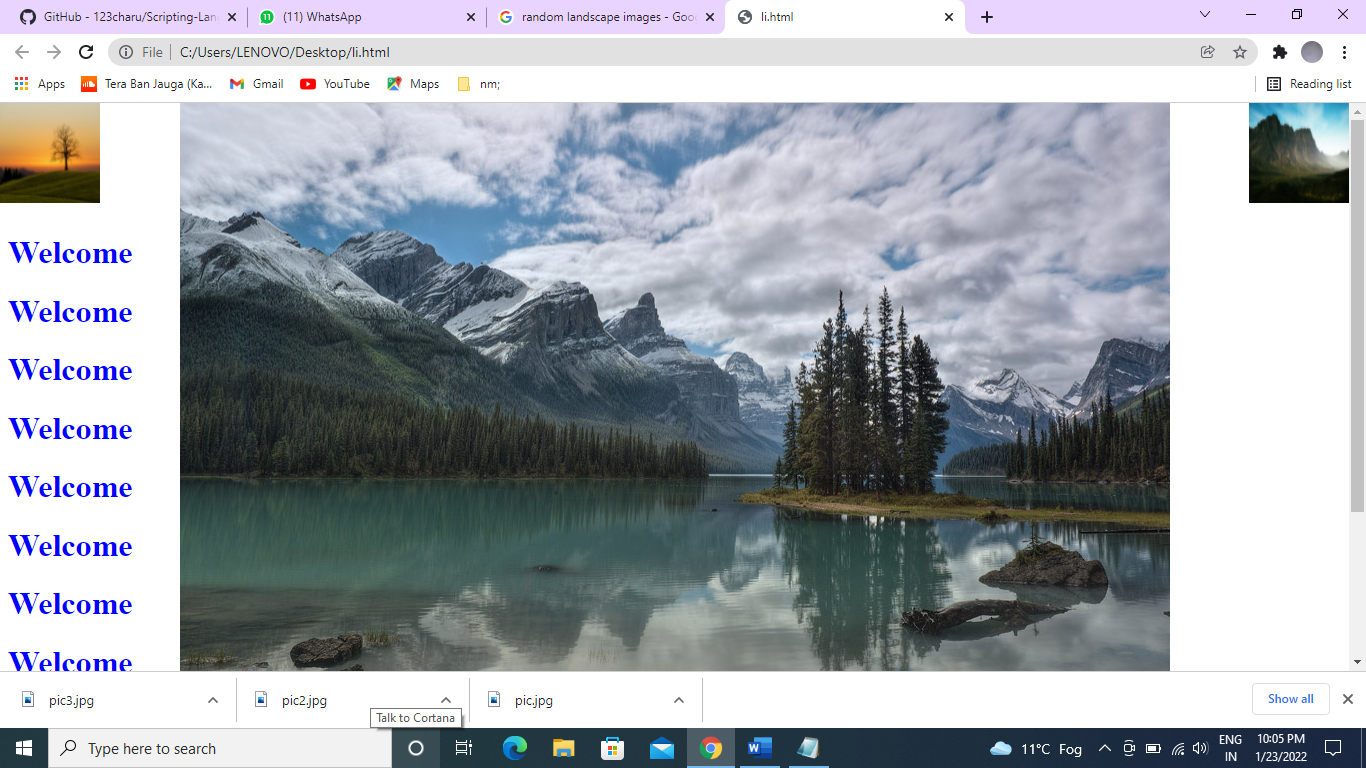 GitHub - 123charu/Scripting-Lan
(11) WhatsApp
random landscape images - Goo
li.html
File
C:/Users/LENOVO/Desktop/li.html
Apps
Tera Ban Jauga (Ka...
Gmail
YouTube
Maps
nm;
Reading list
Welcome
Welcome
Welcome
Welcome
Welcome
Welcome
Welcome
Welcome
pic3.jpg
pic2.jpg
pic.jpg
Show all
Talk to Cortana
Type here to search
11°C Fog
ENG
IN
10:05 PM
1/23/2022